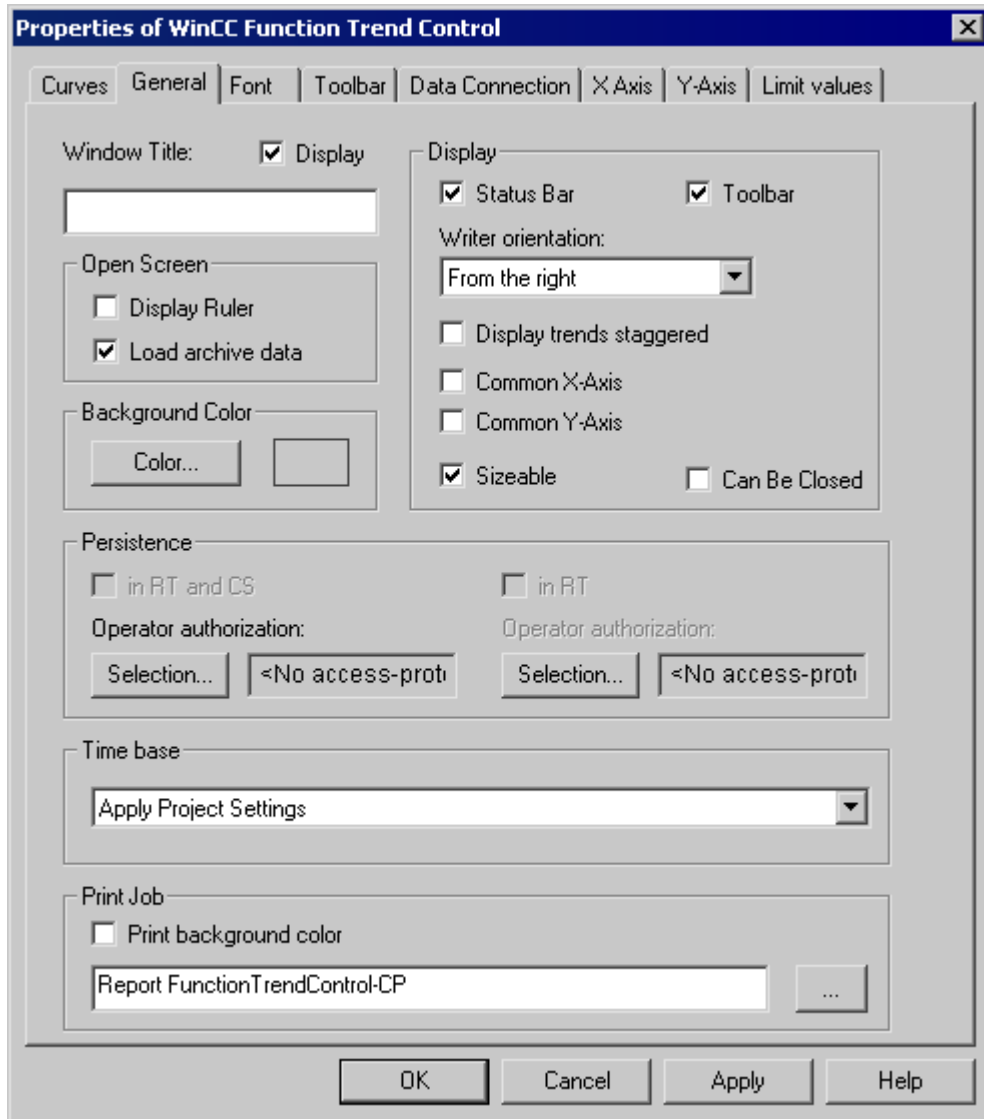 Properties of WinCC Function Trend Control
Curves General Font Toolbar Data Connection X Axis Y-Axis Limit values
Window Title: Display
Display
Status Bar Toolbar
Writer orientation:
From the right
Open Screen
Display Ruler
Load archive data
Display trends staggered
Common X-Axis
Common Y-Axis
Background Color
Color...
Sizeable Can Be Closed
Persistence
in RT and CS in RT
Operator authorization: Operator authorization:
Selection... <No access-prot Selection... <No access-prot
Time base
Apply Project Settings
Print Job
Print background color
Report FunctionTrendControl-CP ...
OK Cancel Apply Help